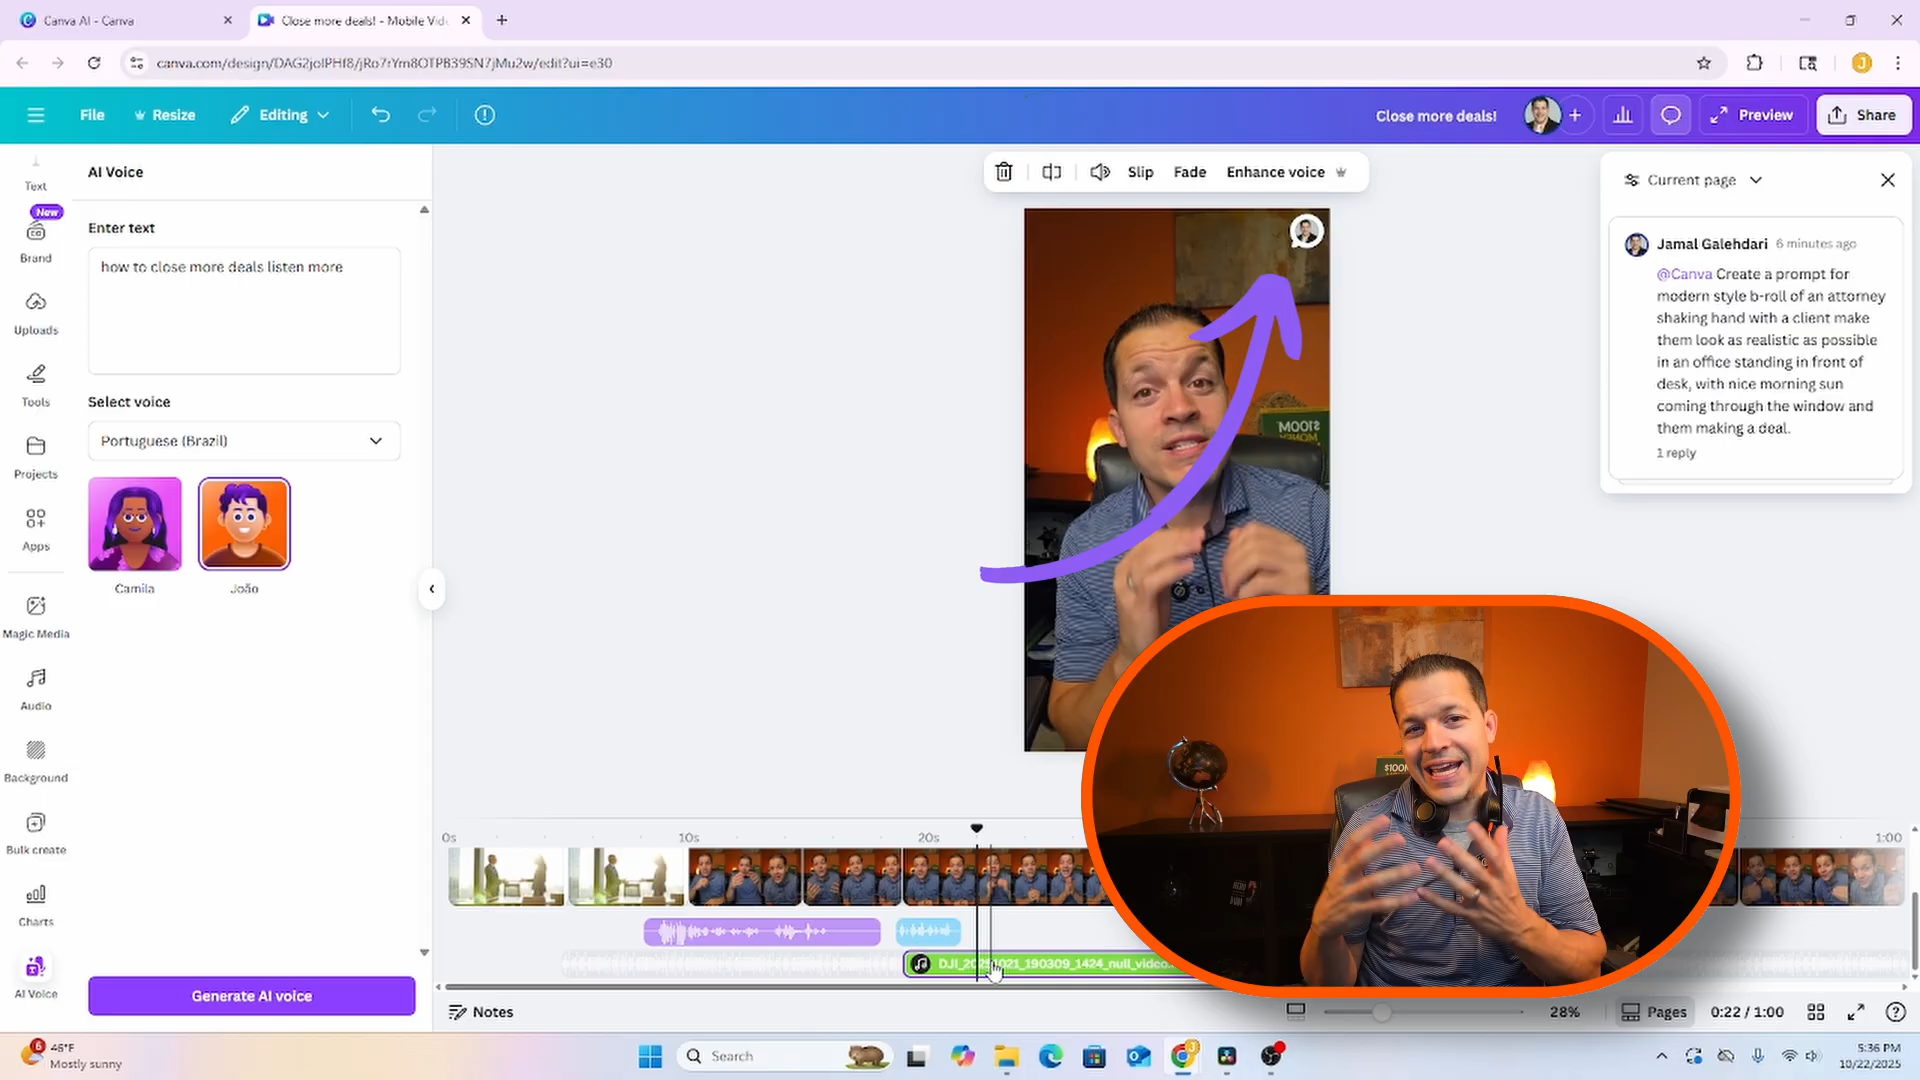 Canva AI - Canva
Close more deals! - Mobile Vid
canva.com/design/DAG2jolPHf8/jRo7rYm8OTPB39SN7jMu2w/edit?ui=e30
File
Resize
Editing
Close more deals!
Preview
Share
Text
New
Brand
Uploads
Tools
Projects
Apps
Magic Media
Audio
Background
Bulk create
Charts
AI Voice
AI Voice
Enter text
how to close more deals listen more
Select voice
Portuguese (Brazil)
Camila
João
Generate AI voice
Slip
Fade
Enhance voice
Current page
Jamal Galehdari 6 minutes ago
@Canva Create a prompt for
modern style b-roll of an attorney
shaking hand with a client make
them look as realistic as possible
in an office standing in front of
desk, with nice morning sun
coming through the window and
them making a deal.
1 reply
$100M
MONEY
$100M
0s
10s
20s
1:00
DJI_20251021_190309_1424_null_video.
Notes
28%
Pages
0:22 / 1:00
6
46°F
Mostly sunny
Search
J
5:36 PM
10/22/2025